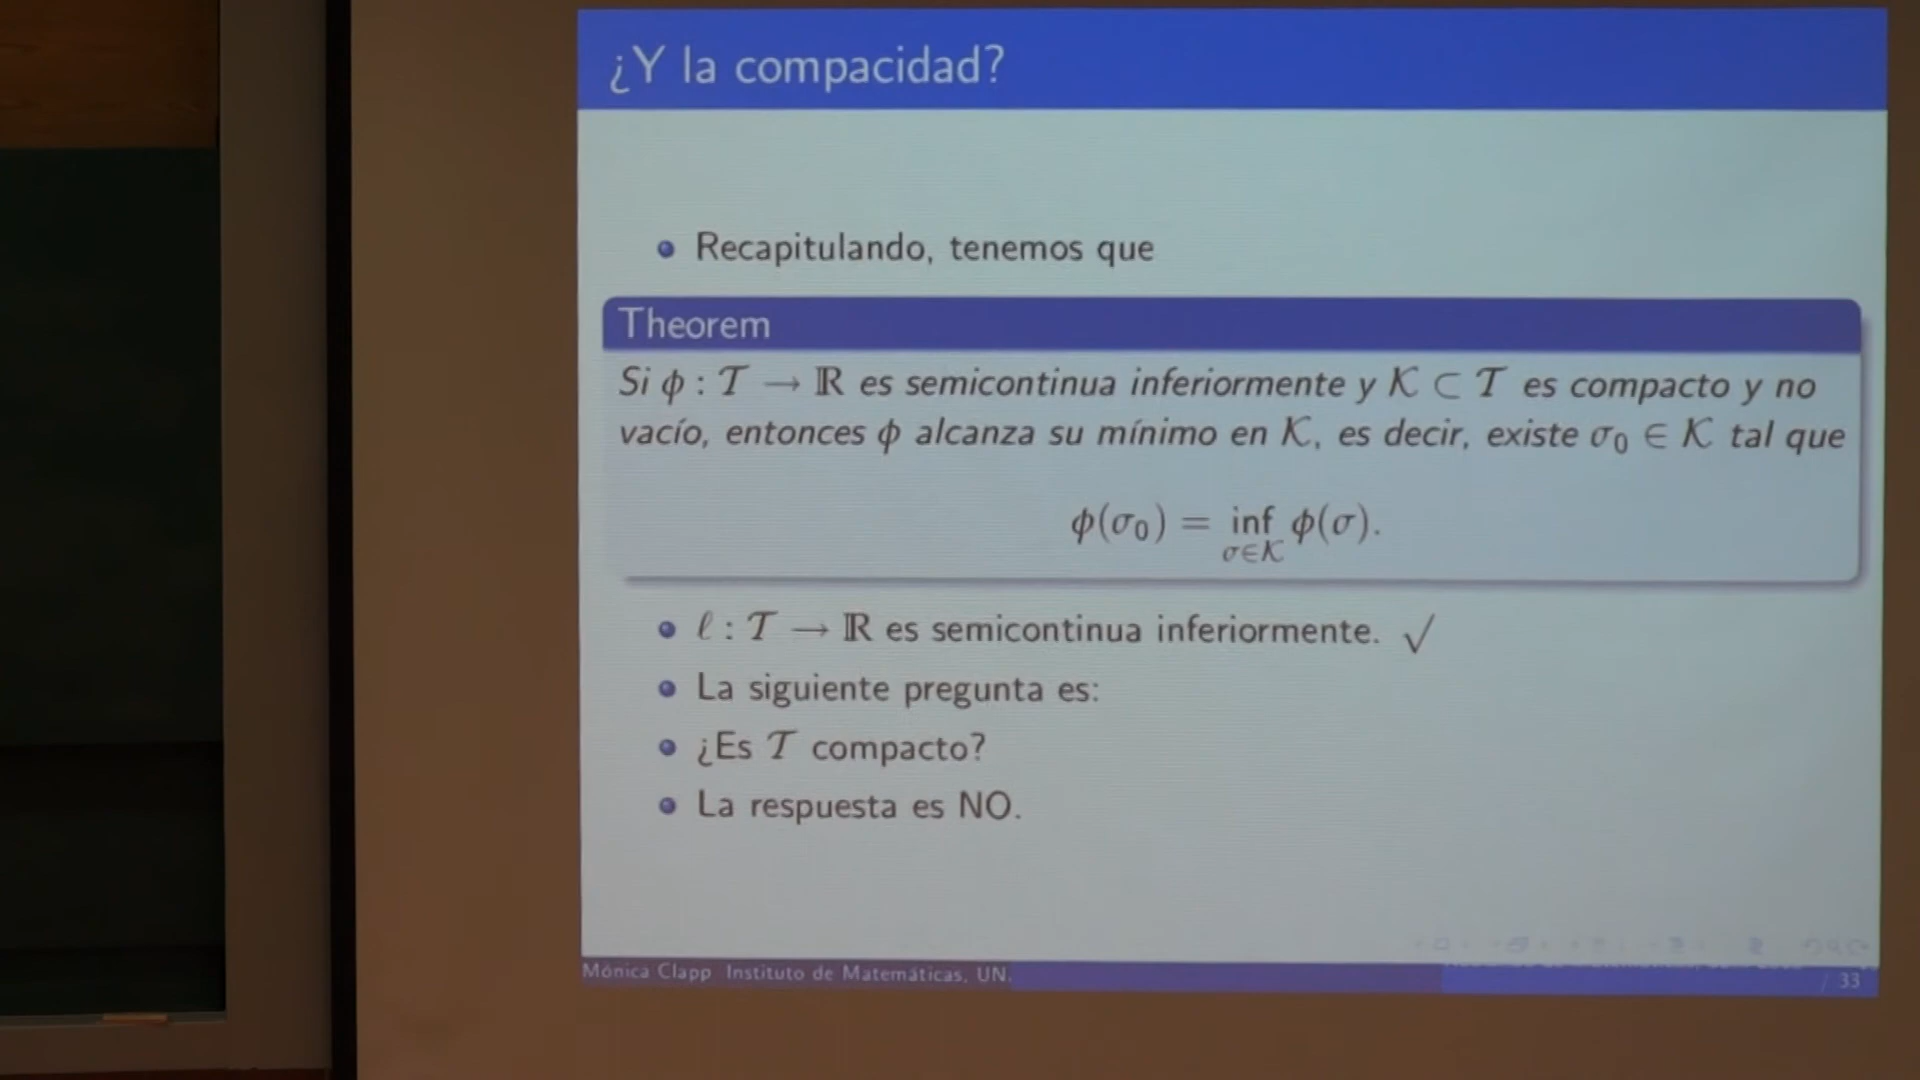 ¿Y la compacidad?
Recapitulando, tenemos que
Theorem
Si ϕ : 𝒯 → ℝ es semicontinua inferiormente y 𝒦 ⊂ 𝒯 es compacto y no
vacío, entonces ϕ alcanza su mínimo en 𝒦, es decir, existe σ₀ ∈ 𝒦 tal que
ϕ(σ₀) = inf ϕ(σ).
σ∈𝒦
ℓ : 𝒯 → ℝ es semicontinua inferiormente. √
La siguiente pregunta es:
¿Es 𝒯 compacto?
La respuesta es NO.
Mónica Clapp Instituto de Matemáticas, UN.
/ 33